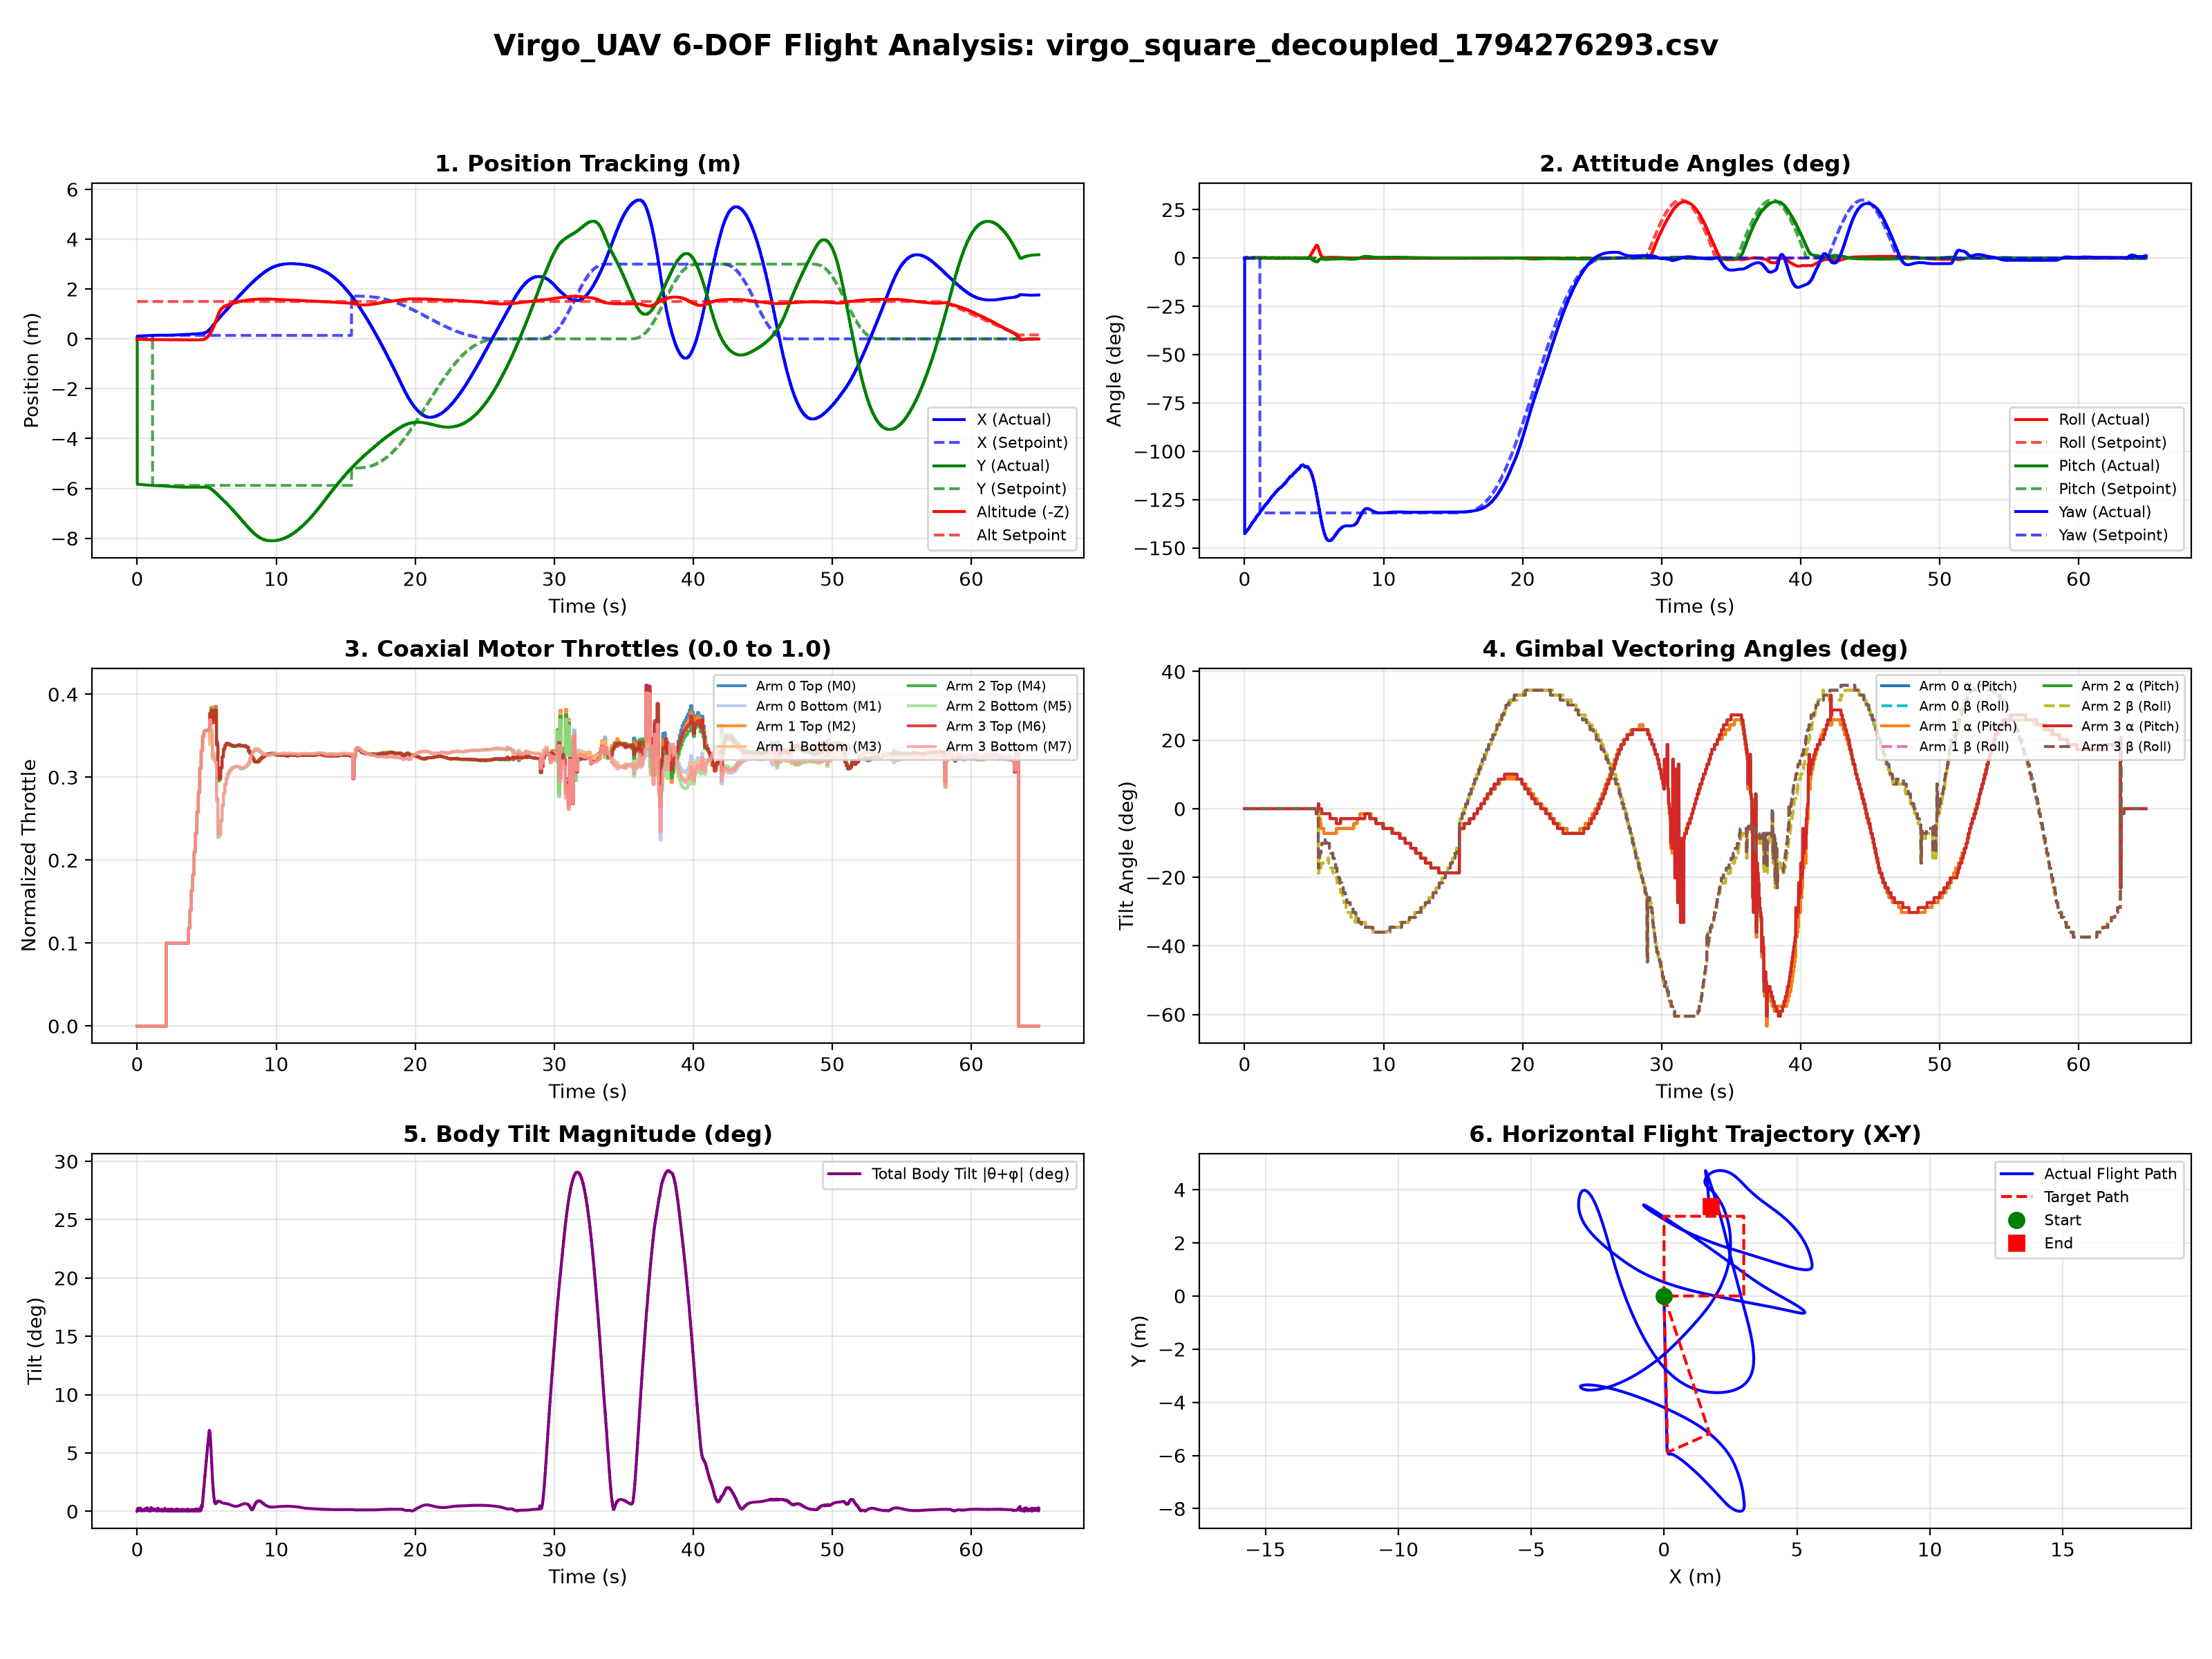 Virgo_UAV 6-DOF Flight Analysis: virgo_square_decoupled_1794276293.csv
1. Position Tracking (m)
Position (m)
6
4
2
0
−2
−4
−6
−8
X (Actual)
X (Setpoint)
Y (Actual)
Y (Setpoint)
Altitude (-Z)
Alt Setpoint
0 10 20 30 40 50 60
Time (s)
2. Attitude Angles (deg)
Angle (deg)
25
0
−25
−50
−75
−100
−125
−150
Roll (Actual)
Roll (Setpoint)
Pitch (Actual)
Pitch (Setpoint)
Yaw (Actual)
Yaw (Setpoint)
0 10 20 30 40 50 60
Time (s)
3. Coaxial Motor Throttles (0.0 to 1.0)
Normalized Throttle
0.4
0.3
0.2
0.1
0.0
Arm 0 Top (M0) Arm 2 Top (M4)
Arm 0 Bottom (M1) Arm 2 Bottom (M5)
Arm 1 Top (M2) Arm 3 Top (M6)
Arm 1 Bottom (M3) Arm 3 Bottom (M7)
0 10 20 30 40 50 60
Time (s)
4. Gimbal Vectoring Angles (deg)
Tilt Angle (deg)
40
20
0
−20
−40
−60
Arm 0 α (Pitch) Arm 2 α (Pitch)
Arm 0 β (Roll) Arm 2 β (Roll)
Arm 1 α (Pitch) Arm 3 α (Pitch)
Arm 1 β (Roll) Arm 3 β (Roll)
0 10 20 30 40 50 60
Time (s)
5. Body Tilt Magnitude (deg)
Tilt (deg)
30
25
20
15
10
5
0
Total Body Tilt |θ+φ| (deg)
0 10 20 30 40 50 60
Time (s)
6. Horizontal Flight Trajectory (X-Y)
Y (m)
4
2
0
−2
−4
−6
−8
Actual Flight Path
Target Path
Start
End
−15 −10 −5 0 5 10 15
X (m)